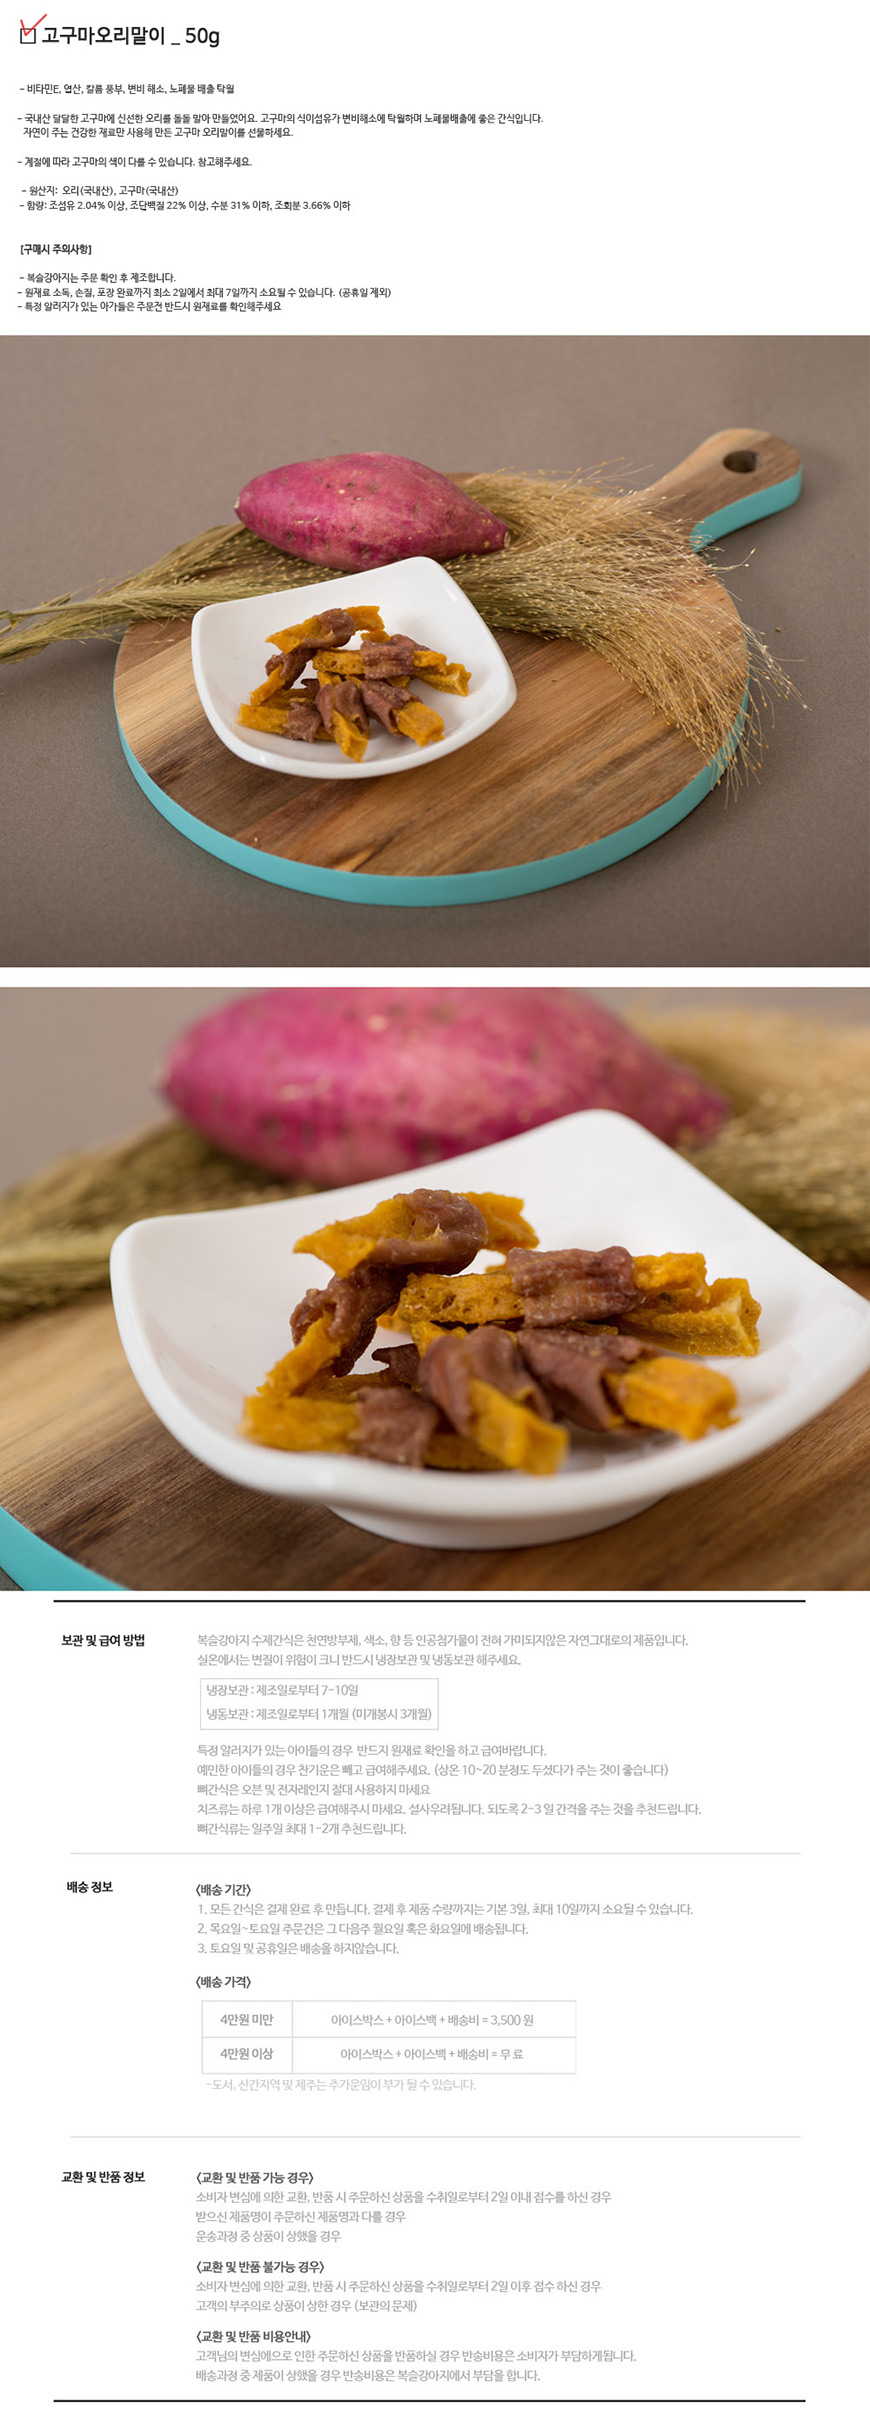 고구마오리말이 _ 50g
- 비타민E, 엽산, 칼륨 풍부, 변비 해소, 노폐물 배출 탁월
- 국내산 달달한 고구마에 신선한 오리를 돌돌 말아 만들었어요. 고구마의 식이섬유가 변비해소에 탁월하며 노폐물배출에 좋은 간식입니다.
자연이 주는 건강한 재료만 사용해 만든 고구마 오리말이를 선물하세요.
- 계절에 따라 고구마의 색이 다를 수 있습니다. 참고해주세요.
- 원산지: 오리(국내산), 고구마(국내산)
- 함량: 조섬유 2.04% 이상, 조단백질 22% 이상, 수분 31% 이하, 조회분 3.66% 이하
[구매시 주의사항]
- 복슬강아지는 주문 확인 후 제조합니다.
- 원재료 소독, 손질, 포장 완료까지 최소 2일에서 최대 7일까지 소요될 수 있습니다. (공휴일 제외)
- 특정 알러지가 있는 아가들은 주문전 반드시 원재료를 확인해주세요
보관 및 급여 방법
복슬강아지 수제간식은 천연방부제, 색소, 향 등 인공첨가물이 전혀 가미되지않은 자연그대로의 제품입니다.
실온에서는 변질이 위험이 크니 반드시 냉장보관 및 냉동보관 해주세요.
냉장보관 : 제조일로부터 7-10일
냉동보관 : 제조일로부터 1개월 (미개봉시 3개월)
특정 알러지가 있는 아이들의 경우 반드지 원재료 확인을 하고 급여바랍니다.
예민한 아이들의 경우 찬기운은 빼고 급여해주세요. (상온 10~20 분정도 두셨다가 주는 것이 좋습니다)
뼈간식은 오븐 및 전자레인지 절대 사용하지 마세요
치즈류는 하루 1개 이상은 급여해주시 마세요. 설사우려됩니다. 되도록 2-3 일 간격을 주는 것을 추천드립니다.
뼈간식류는 일주일 최대 1-2개 추천드립니다.
배송 정보
<배송 기간>
1. 모든 간식은 결제 완료 후 만듭니다. 결제 후 제품 수령까지는 기본 3일, 최대 10일까지 소요될 수 있습니다.
2. 목요일~토요일 주문건은 그 다음주 월요일 혹은 화요일에 배송됩니다.
3. 토요일 및 공휴일은 배송을 하지않습니다.
<배송 가격>
4만원 미만 아이스박스 + 아이스백 + 배송비 = 3,500 원
4만원 이상 아이스박스 + 아이스백 + 배송비 = 무 료
-도서, 산간지역 및 제주는 추가운임이 부가 될 수 있습니다.
교환 및 반품 정보
<교환 및 반품 가능 경우>
소비자 변심에 의한 교환, 반품 시 주문하신 상품을 수취일로부터 2일 이내 접수를 하신 경우
받으신 제품명이 주문하신 제품명과 다를 경우
운송과정 중 상품이 상했을 경우
<교환 및 반품 불가능 경우>
소비자 변심에 의한 교환, 반품 시 주문하신 상품을 수취일로부터 2일 이후 접수 하신 경우
고객의 부주의로 상품이 상한 경우 (보관의 문제)
<교환 및 반품 비용안내>
고객님의 변심에으로 인한 주문하신 상품을 반품하실 경우 반송비용은 소비자가 부담하게됩니다.
배송과정 중 제품이 상했을 경우 반송비용은 복슬강아지에서 부담을 합니다.